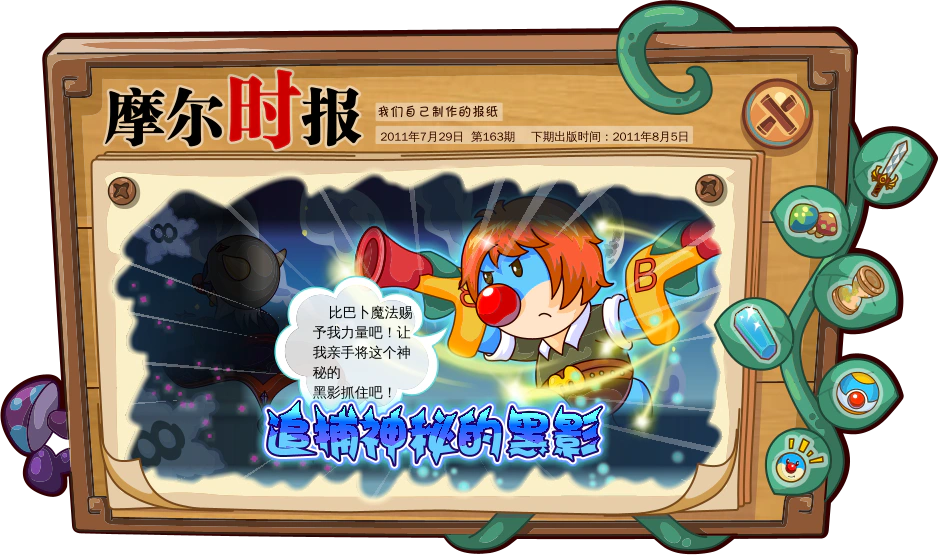 摩尔时报
我们自己制作的报纸
2011年7月29日 第163期 下期出版时间：2011年8月5日
比巴卜魔法赐
予我力量吧！让
我亲手将这个神
秘的
黑影抓住吧！
B
追捕神秘的黑影